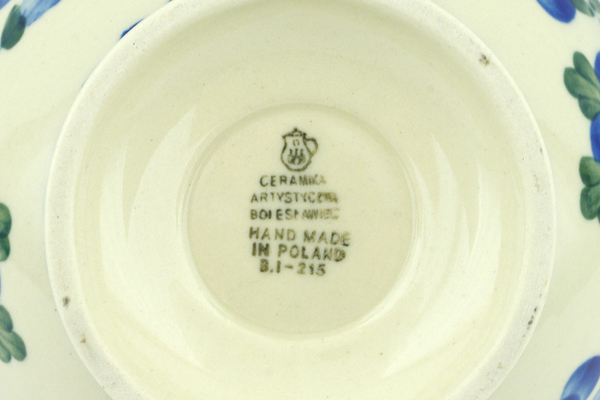 CERAMIKA
ARTYSTYCZNA
BOLESŁAWIEC
HAND MADE
IN POLAND
B.I-215